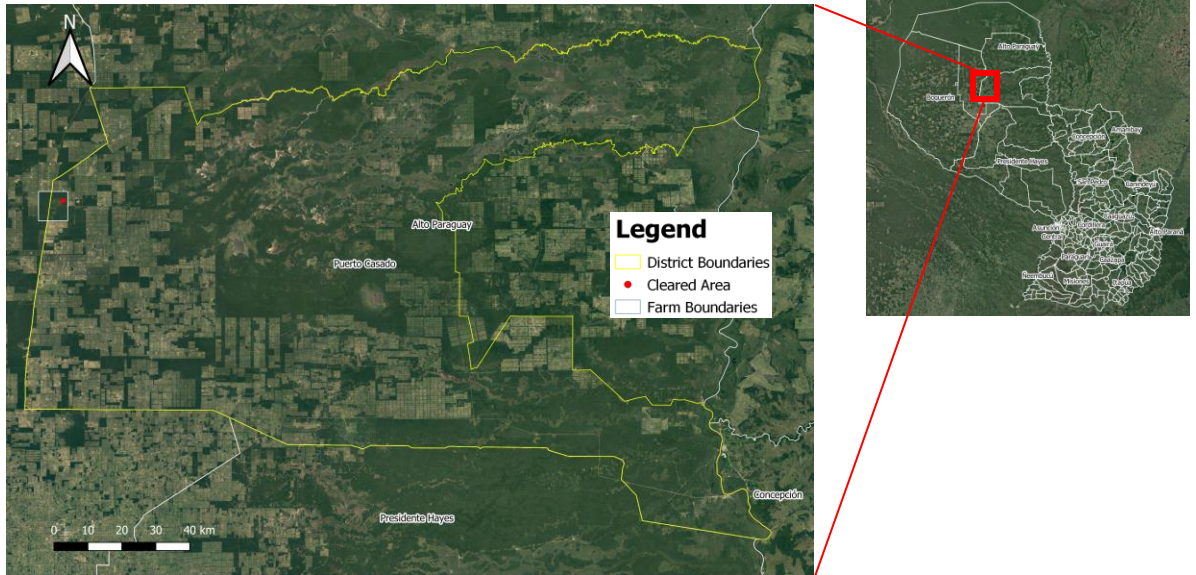 N
Alto Paraguay
Puerto Casado
Legend
District Boundaries
Cleared Area
Farm Boundaries
Concepción
Presidente Hayes
0 10 20 30 40 km
Alto Paraguay
Boquerón
Concepción
Amambay
Presidente Hayes
San Pedro
Canindeyú
Asunción
Central
Cordillera
Caaguazú
Alto Paraná
Paraguarí
Guairá
Caazapá
Ñeembucú
Misiones
Itapúa